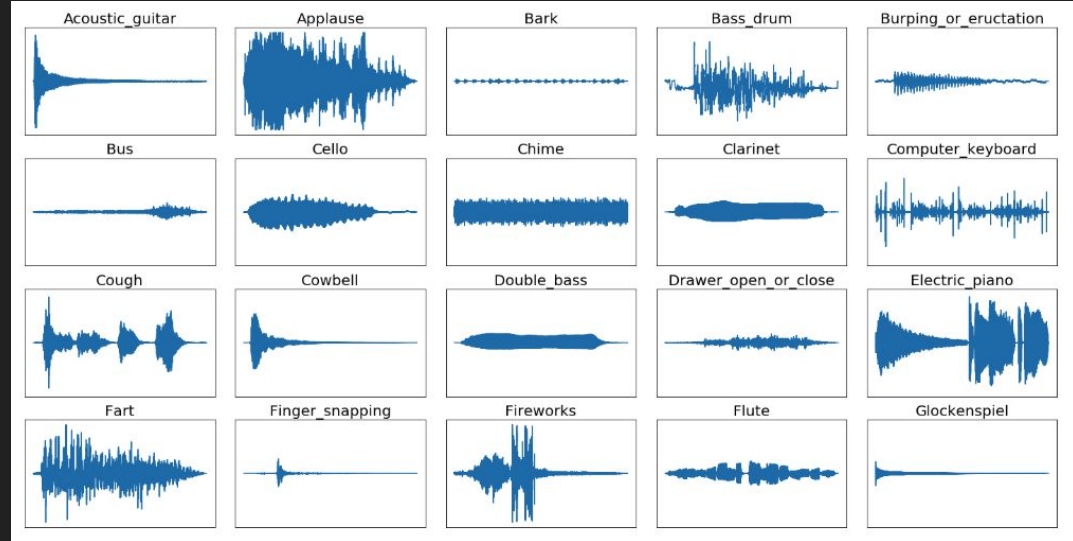 Acoustic_guitar Applause Bark Bass_drum Burping_or_eructation
Bus Cello Chime Clarinet Computer_keyboard
Cough Cowbell Double_bass Drawer_open_or_close Electric_piano
Fart Finger_snapping Fireworks Flute Glockenspiel